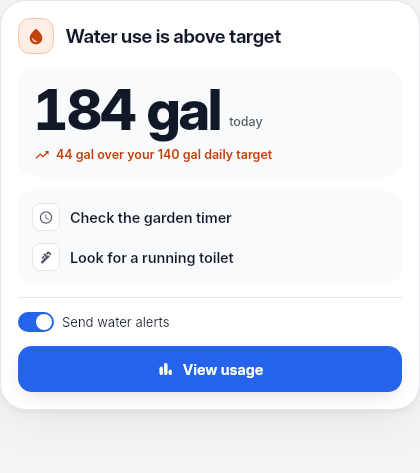 Water use is above target
184 gal today
44 gal over your 140 gal daily target
Check the garden timer
Look for a running toilet
Send water alerts
View usage